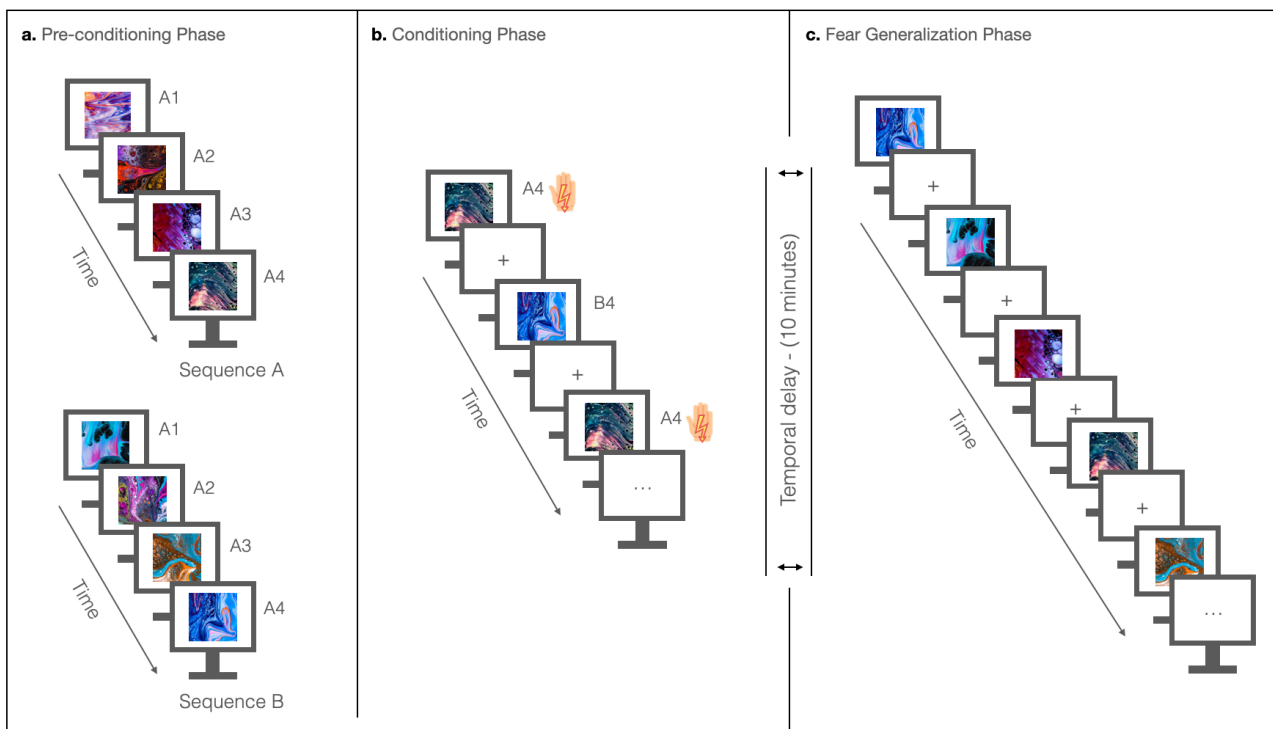 a. Pre-conditioning Phase
A1
A2
A3
A4
Time
Sequence A
A1
A2
A3
A4
Time
Sequence B
b. Conditioning Phase
A4
+
B4
+
A4
...
Time
Temporal delay - (10 minutes)
c. Fear Generalization Phase
+
+
+
+
...
Time